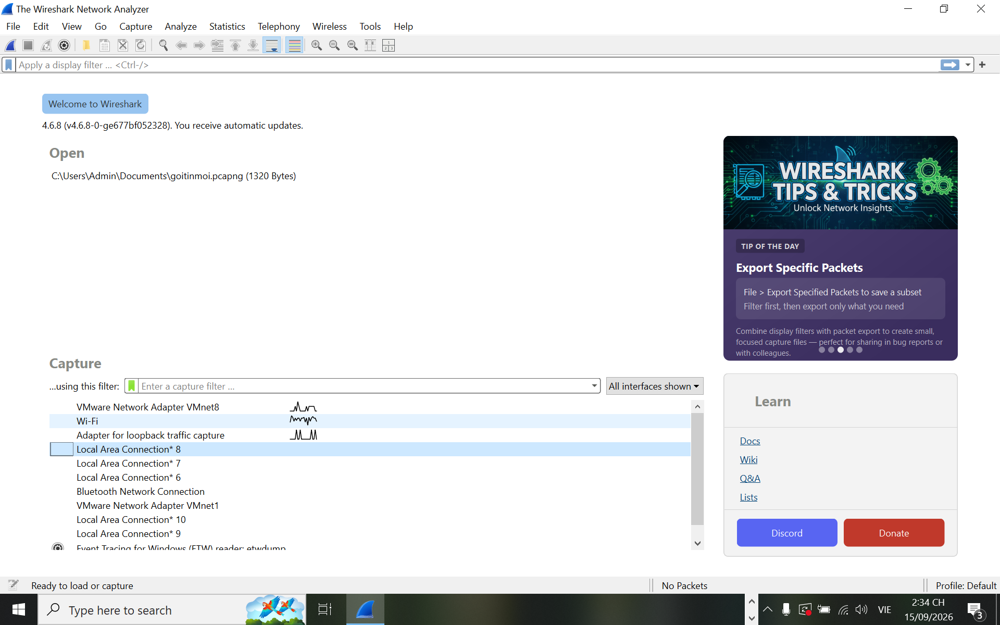 The Wireshark Network Analyzer
File Edit View Go Capture Analyze Statistics Telephony Wireless Tools Help
Apply a display filter ... <Ctrl-/>
Welcome to Wireshark
4.6.8 (v4.6.8-0-ge677bf052328). You receive automatic updates.
Open
C:\Users\Admin\Documents\goitinmoi.pcapng (1320 Bytes)
WIRESHARK
TIPS & TRICKS
Unlock Network Insights
TIP OF THE DAY
Export Specific Packets
File > Export Specified Packets to save a subset
Filter first, then export only what you need
Combine display filters with packet export to create small,
focused capture files — perfect for sharing in bug reports or
with colleagues.
Capture
...using this filter: Enter a capture filter ... All interfaces shown
VMware Network Adapter VMnet8
Wi-Fi
Adapter for loopback traffic capture
Local Area Connection* 8
Local Area Connection* 7
Local Area Connection* 6
Bluetooth Network Connection
VMware Network Adapter VMnet1
Local Area Connection* 10
Local Area Connection* 9
Event Tracing for Windows (ETW) reader: etwdump
Learn
Docs
Wiki
Q&A
Lists
Discord Donate
Ready to load or capture No Packets Profile: Default
Type here to search
VIE
2:34 CH
15/09/2026
3